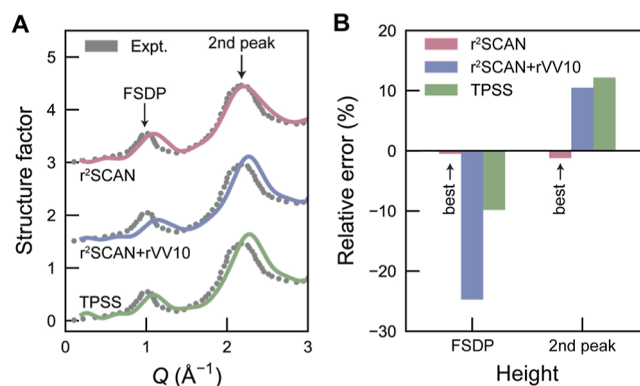 A
Expt.
2nd peak
FSDP
r²SCAN
r²SCAN+rVV10
TPSS
5
4
3
2
1
0
Structure factor
0
1
2
3
Q (Å⁻¹)
B
r²SCAN
r²SCAN+rVV10
TPSS
20
10
0
−10
−20
−30
Relative error (%)
best →
best →
FSDP
2nd peak
Height